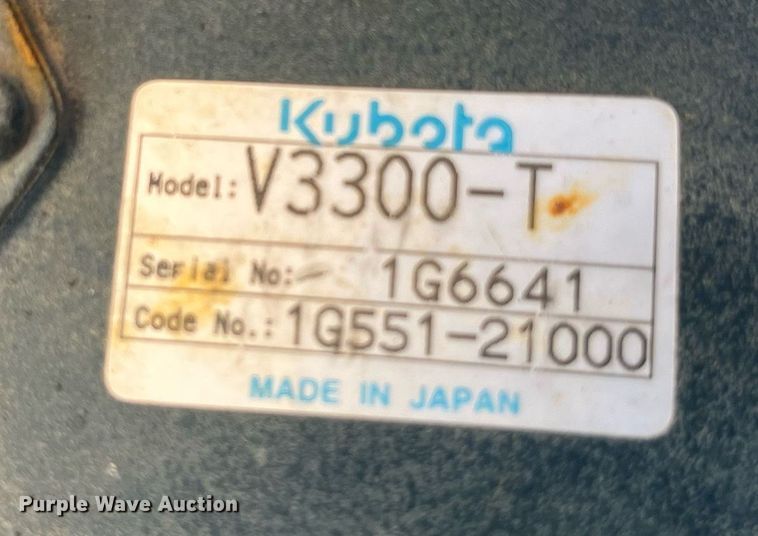 Kubota
Model: V3300-T
Serial No:- 1G6641
Code No.: 1G551-21000
MADE IN JAPAN
Purple Wave Auction